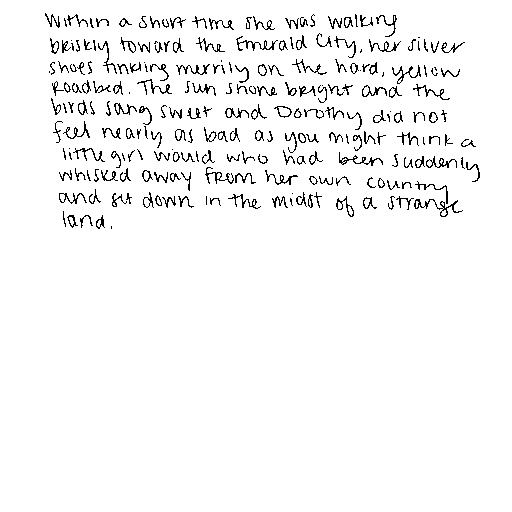 Within a short time she was walking
briskly toward the Emerald City, her silver
shoes tinkling merrily on the hard, yellow
roadbed. The sun shone bright and the
birds sang sweet and Dorothy did not
feel nearly as bad as you might think a
little girl would who had been suddenly
whisked away from her own country
and set down in the midst of a strange
land.